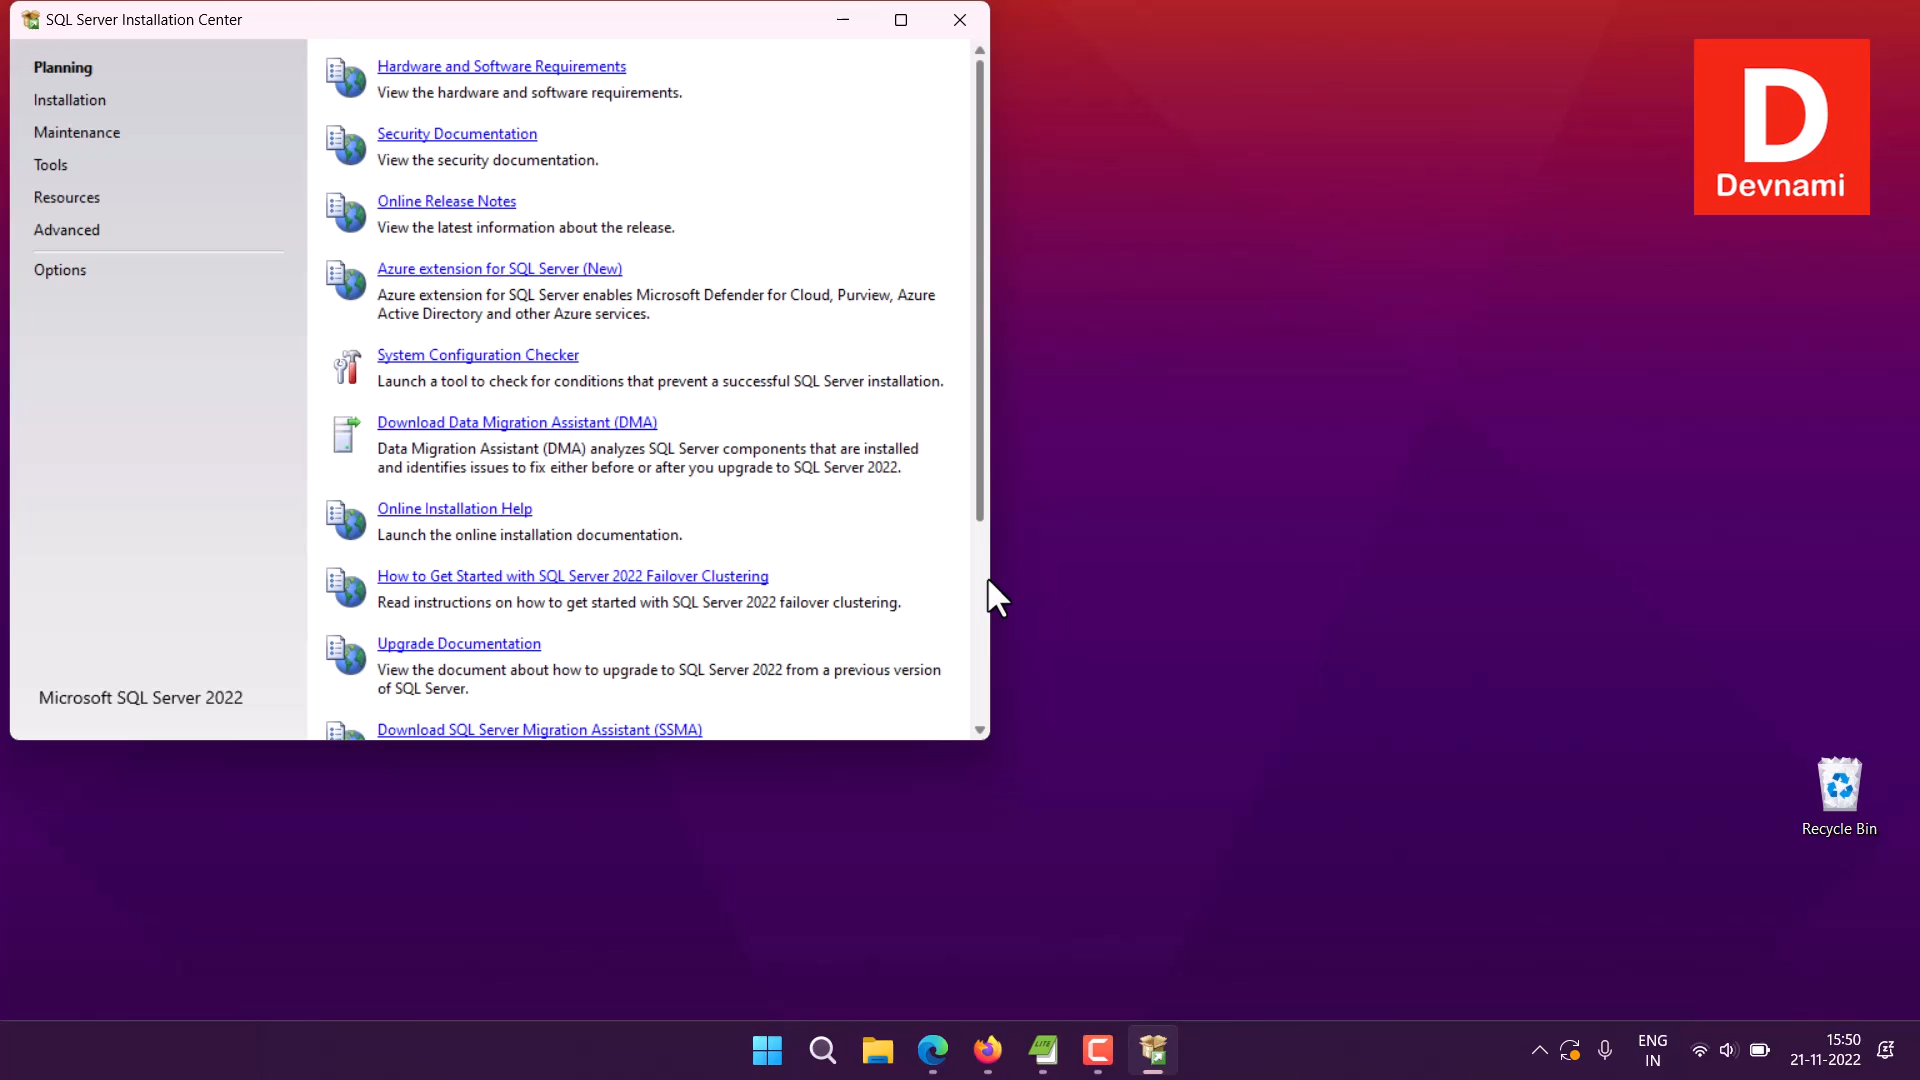 SQL Server Installation Center
Planning
Installation
Maintenance
Tools
Resources
Advanced
Options
Microsoft SQL Server 2022
Hardware and Software Requirements
View the hardware and software requirements.
Security Documentation
View the security documentation.
Online Release Notes
View the latest information about the release.
Azure extension for SQL Server (New)
Azure extension for SQL Server enables Microsoft Defender for Cloud, Purview, Azure
Active Directory and other Azure services.
System Configuration Checker
Launch a tool to check for conditions that prevent a successful SQL Server installation.
Download Data Migration Assistant (DMA)
Data Migration Assistant (DMA) analyzes SQL Server components that are installed
and identifies issues to fix either before or after you upgrade to SQL Server 2022.
Online Installation Help
Launch the online installation documentation.
How to Get Started with SQL Server 2022 Failover Clustering
Read instructions on how to get started with SQL Server 2022 failover clustering.
Upgrade Documentation
View the document about how to upgrade to SQL Server 2022 from a previous version
of SQL Server.
Download SQL Server Migration Assistant (SSMA)
D
Devnami
Recycle Bin
LITE
C
ENG
IN
15:50
21-11-2022